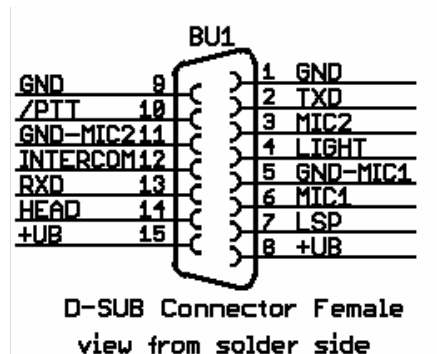 BU1
GND 9
/PTT 10
GND-MIC2 11
INTERCOM 12
RXD 13
HEAD 14
+UB 15
1 GND
2 TXD
3 MIC2
4 LIGHT
5 GND-MIC1
6 MIC1
7 LSP
8 +UB
D-SUB Connector Female
view from solder side